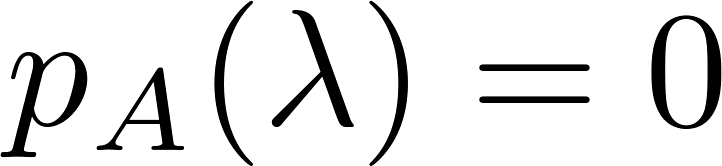 p_A(λ) = 0